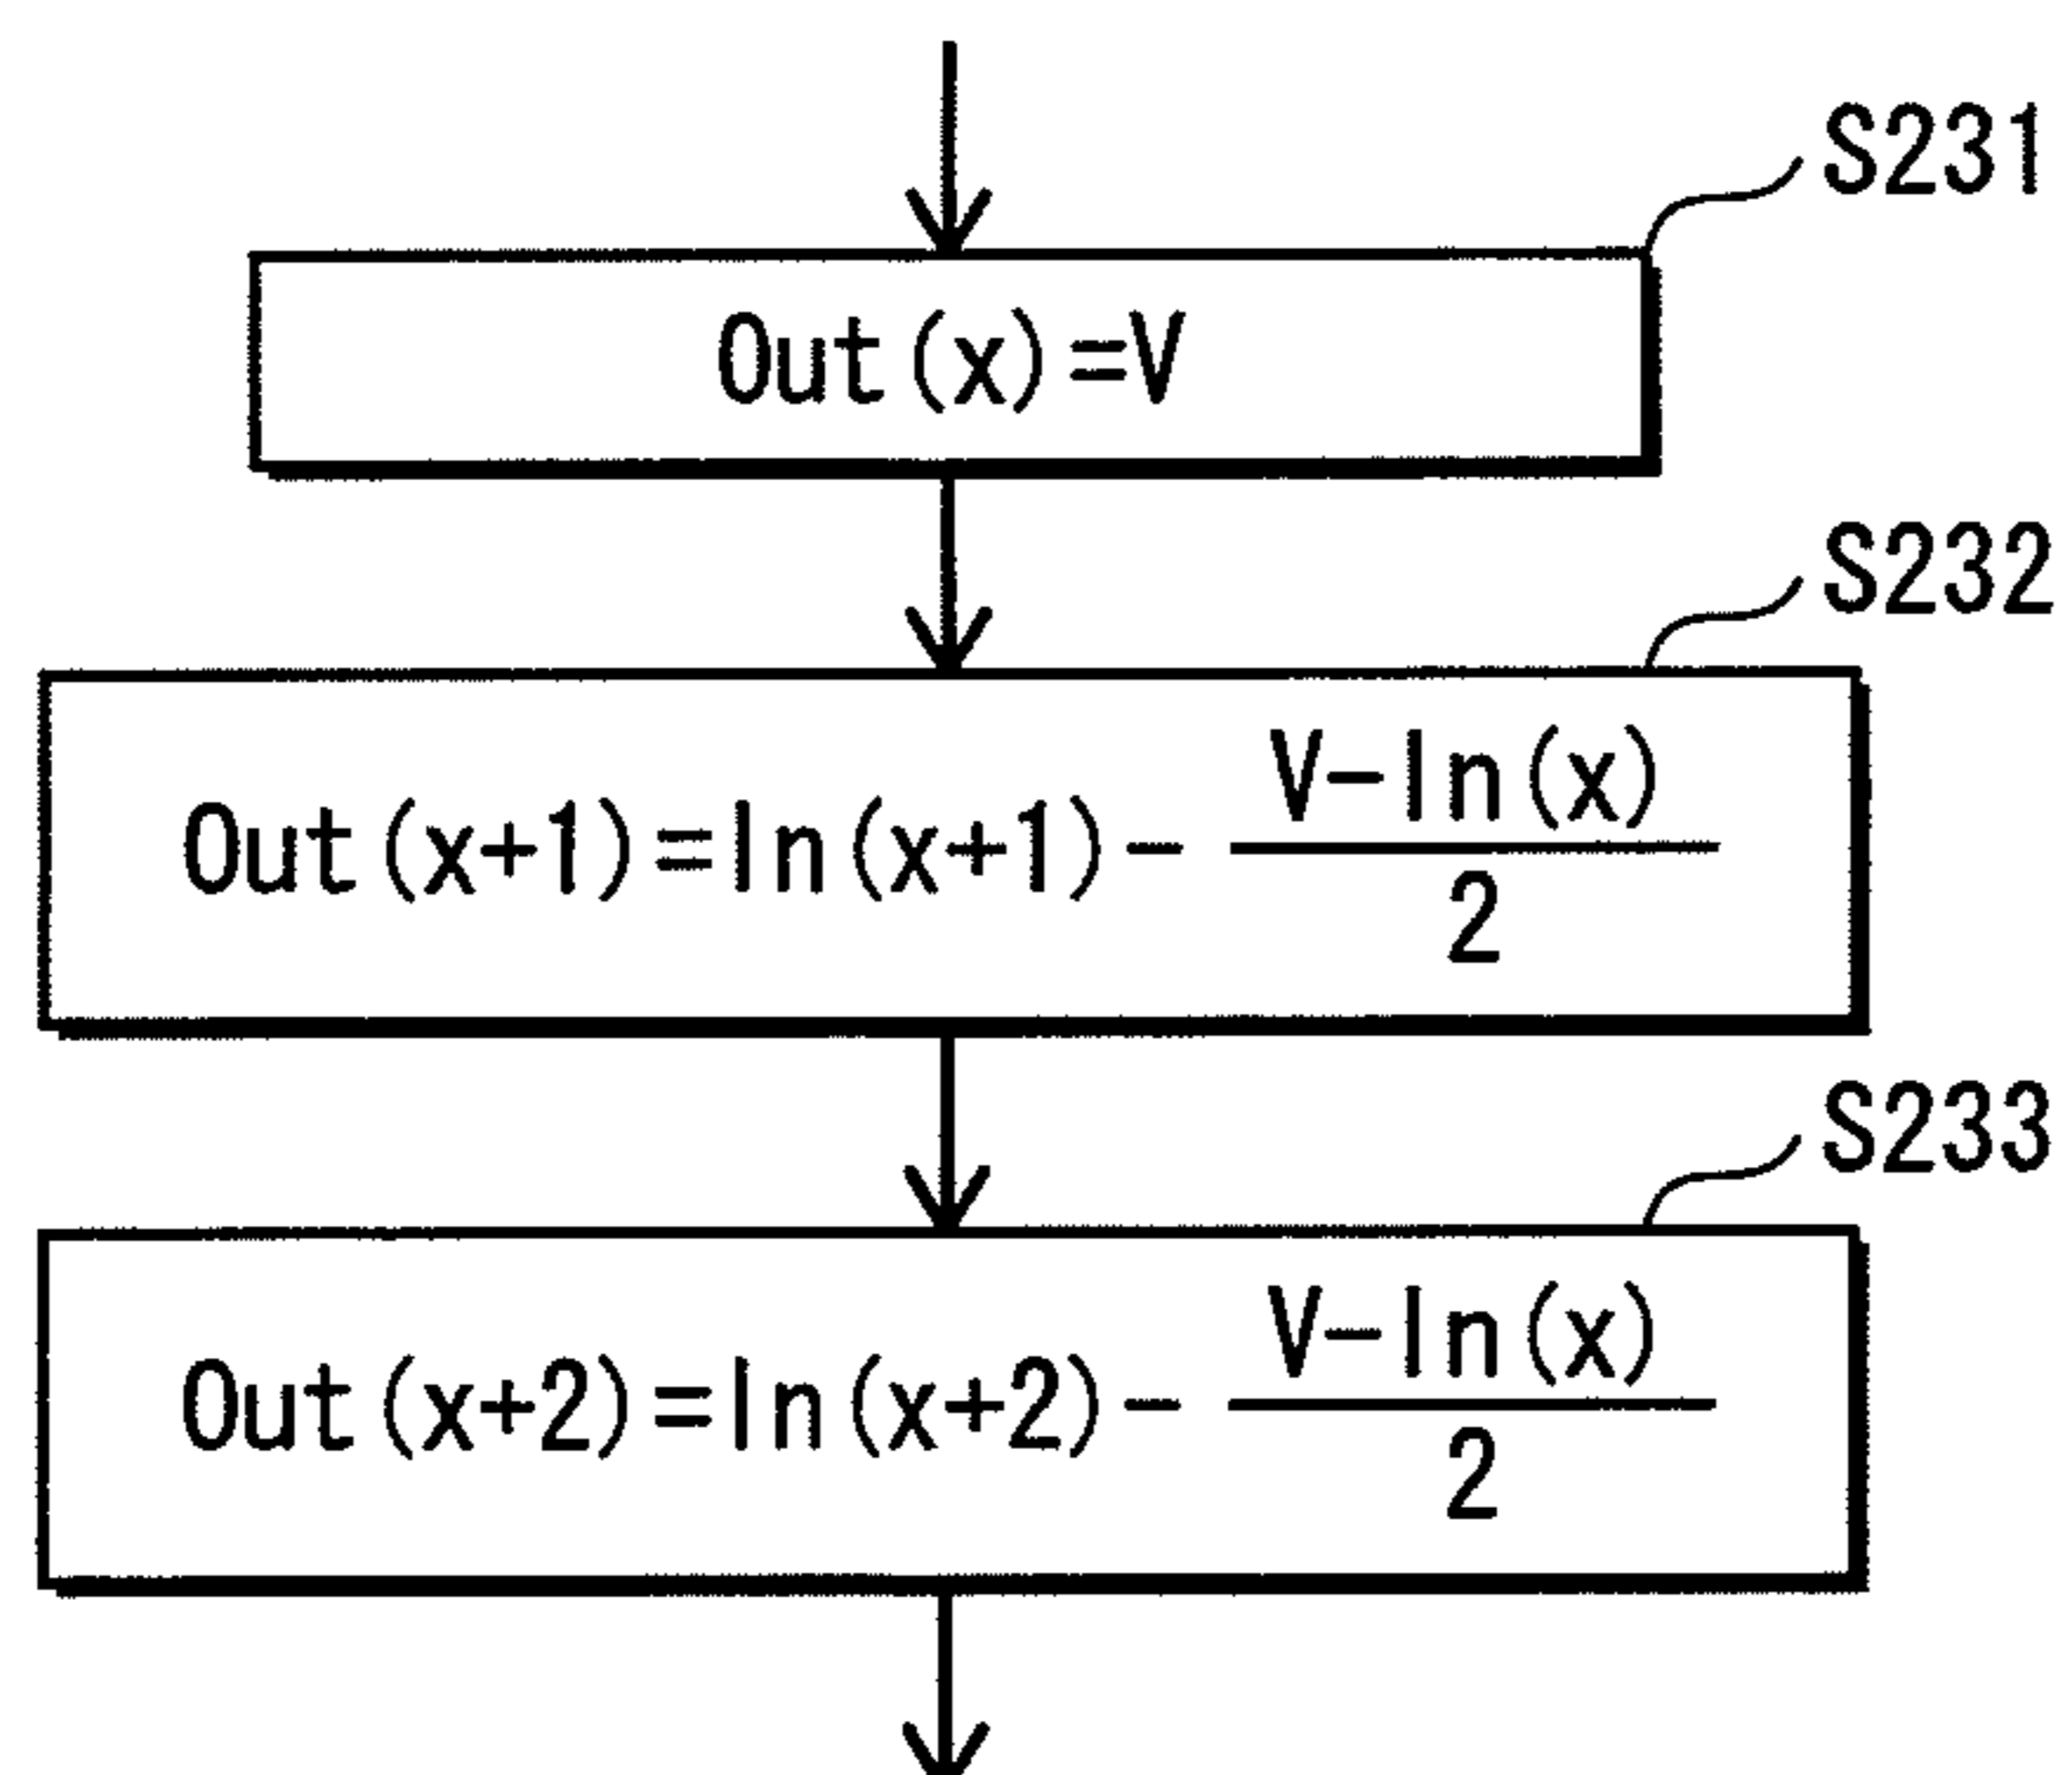 S231
Out(x)=V
S232
Out(x+1)=In(x+1)-
V-In(x)
2
S233
Out(x+2)=In(x+2)-
V-In(x)
2